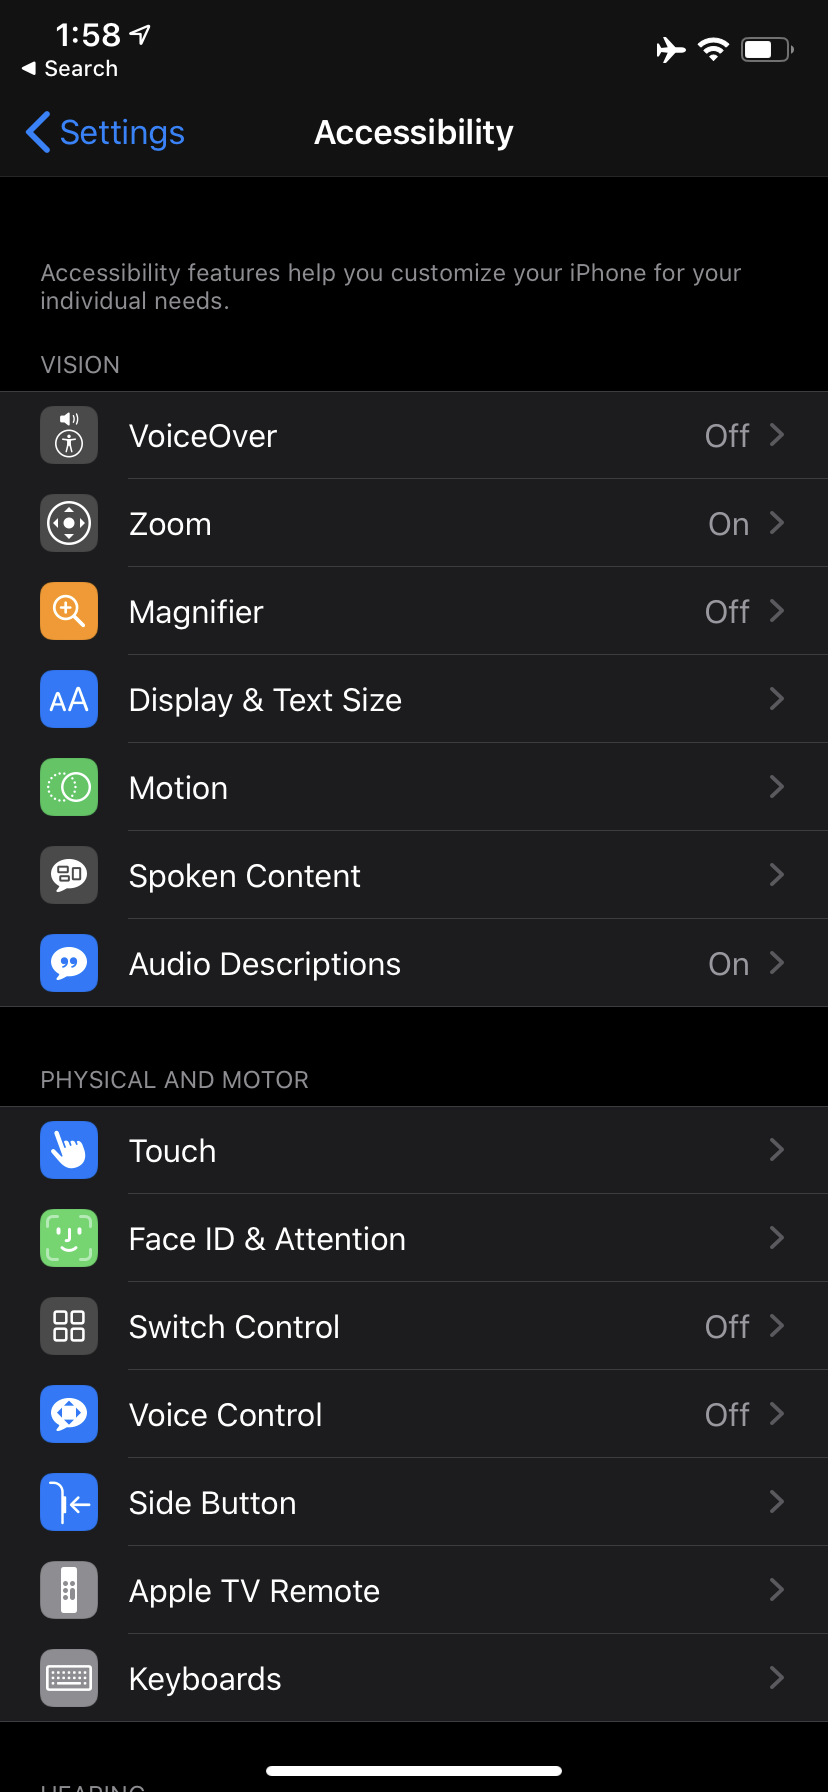 1:58
Search
Settings
Accessibility
Accessibility features help you customize your iPhone for your
individual needs.
VISION
VoiceOver Off
Zoom On
Magnifier Off
AA Display & Text Size
Motion
Spoken Content
Audio Descriptions On
PHYSICAL AND MOTOR
Touch
Face ID & Attention
Switch Control Off
Voice Control Off
Side Button
Apple TV Remote
Keyboards
HEARING